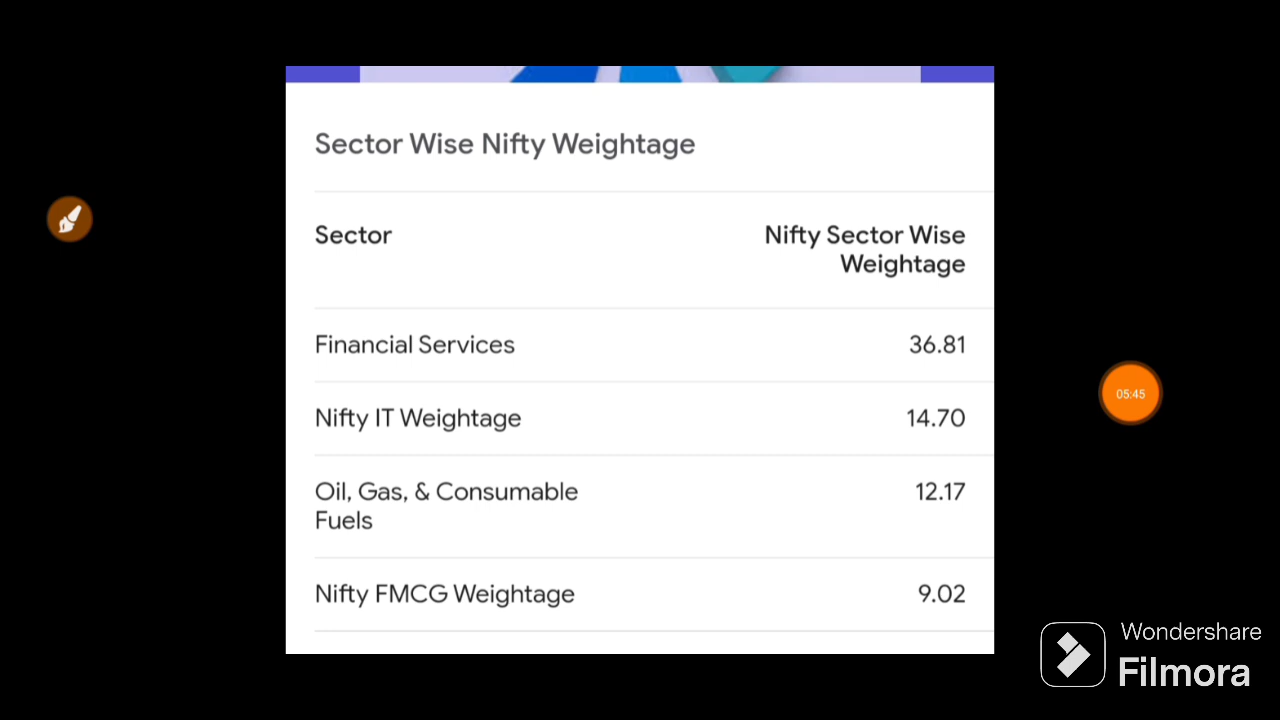 Sector Wise Nifty Weightage
Sector
Nifty Sector Wise
Weightage
Financial Services 36.81
Nifty IT Weightage 14.70
Oil, Gas, & Consumable 12.17
Fuels
Nifty FMCG Weightage 9.02
05:45
Wondershare
Filmora